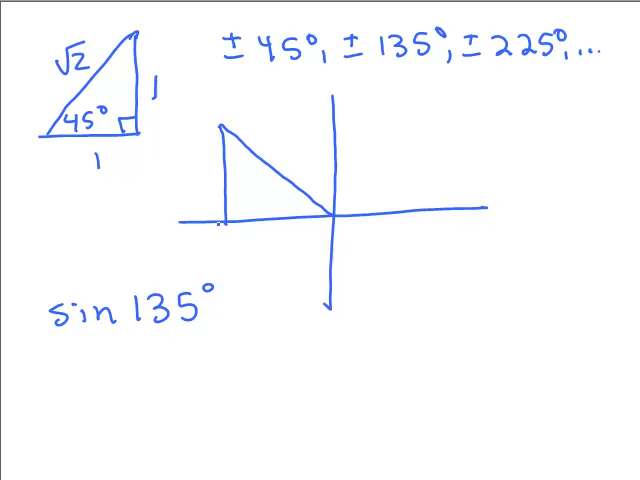 √2
45°
1
1
± 45°, ± 135°, ± 225°, ...
sin 135°